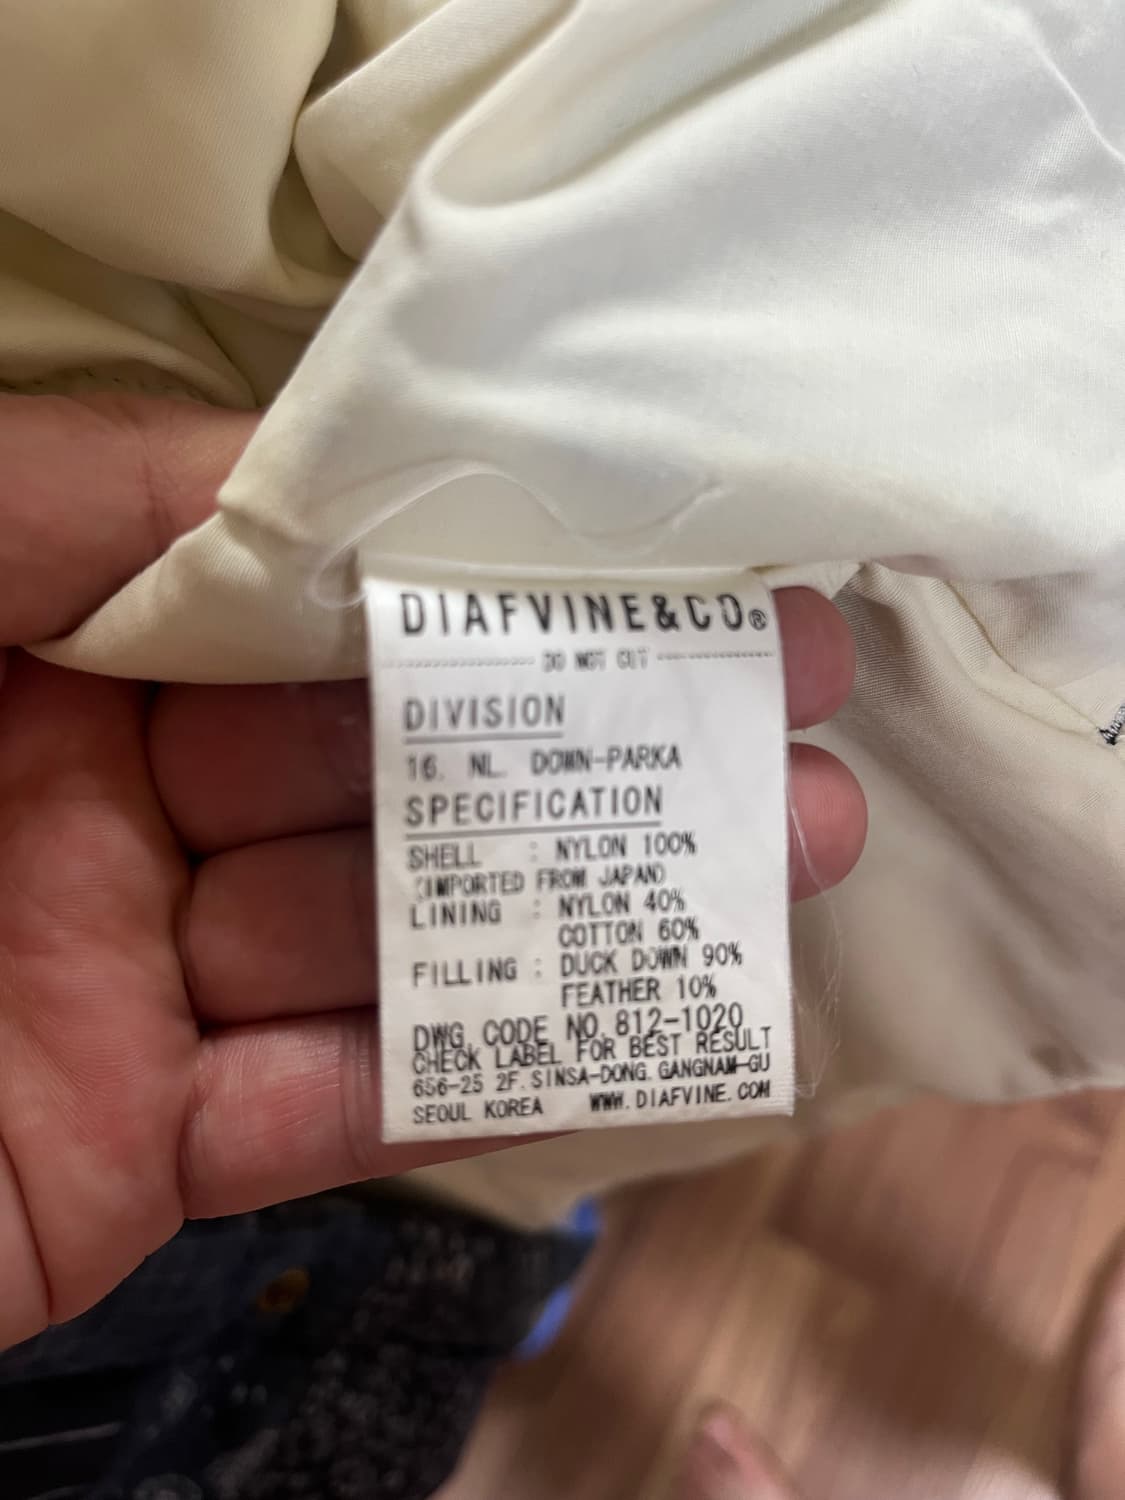 DIAFVINE&CO®
DO NOT CUT
DIVISION
16. NL. DOWN-PARKA
SPECIFICATION
SHELL : NYLON 100%
(IMPORTED FROM JAPAN)
LINING : NYLON 40%
COTTON 60%
FILLING : DUCK DOWN 90%
FEATHER 10%
DWG. CODE NO. 812-1020
CHECK LABEL FOR BEST RESULT
656-25 2F. SINSA-DONG. GANGNAM-GU
SEOUL KOREA WWW.DIAFVINE.COM